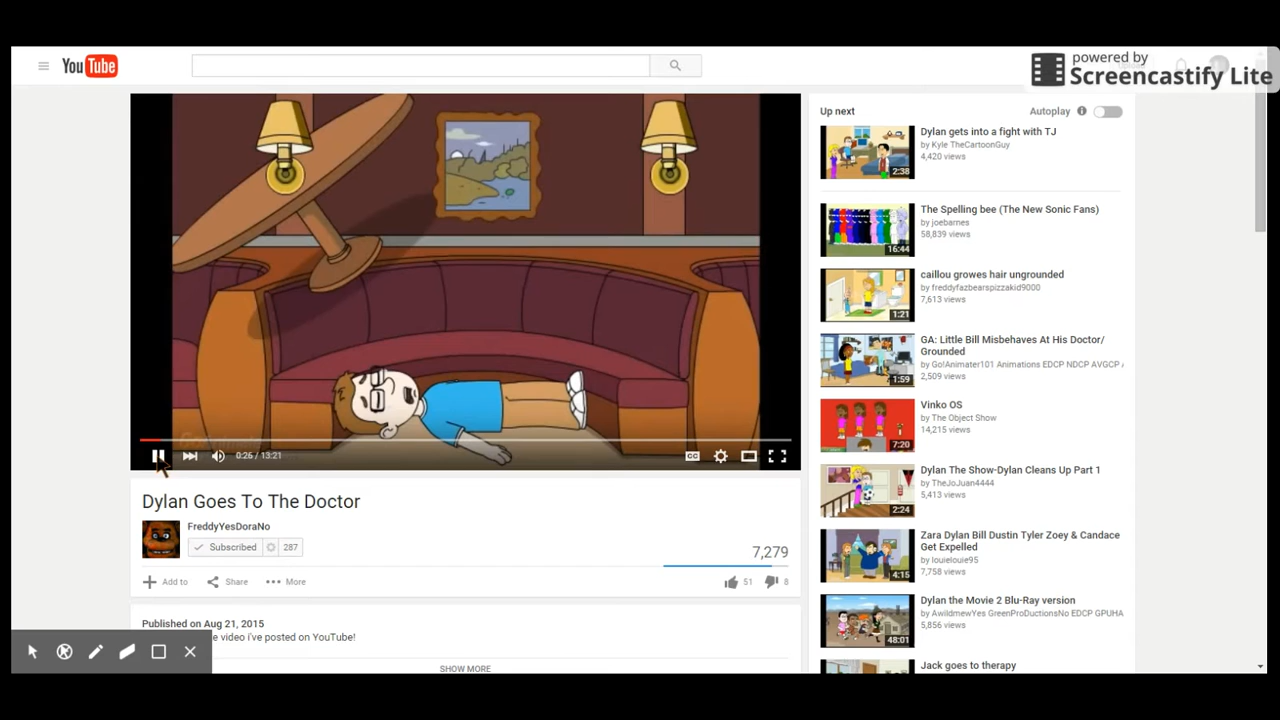 powered by
Screencastify Lite
YouTube
Up next
Autoplay
Dylan gets into a fight with TJ
by Kyle TheCartoonGuy
4,420 views
2:38
The Spelling bee (The New Sonic Fans)
by joebarnes
58,839 views
16:44
caillou growes hair ungrounded
by freddyfazbearspizzakid9000
7,613 views
1:21
GA: Little Bill Misbehaves At His Doctor/
Grounded
by Go!Animater101 Animations EDCP NDCP AVGCP
2,509 views
1:59
Vinko OS
by The Object Show
14,215 views
7:20
Dylan The Show-Dylan Cleans Up Part 1
by TheJoJuan4444
5,413 views
2:24
Zara Dylan Bill Dustin Tyler Zoey & Candace
Get Expelled
by louielouie95
7,758 views
4:15
Dylan the Movie 2 Blu-Ray version
by AwildmewYes GreenProDuctionsNo EDCP GPUHA
5,856 views
48:01
Jack goes to therapy
0:26 / 13:21
CC
Dylan Goes To The Doctor
FreddyYesDoraNo
Subscribed 287
7,279
Add to Share More
51 8
Published on Aug 21, 2015
e video i've posted on YouTube!
SHOW MORE